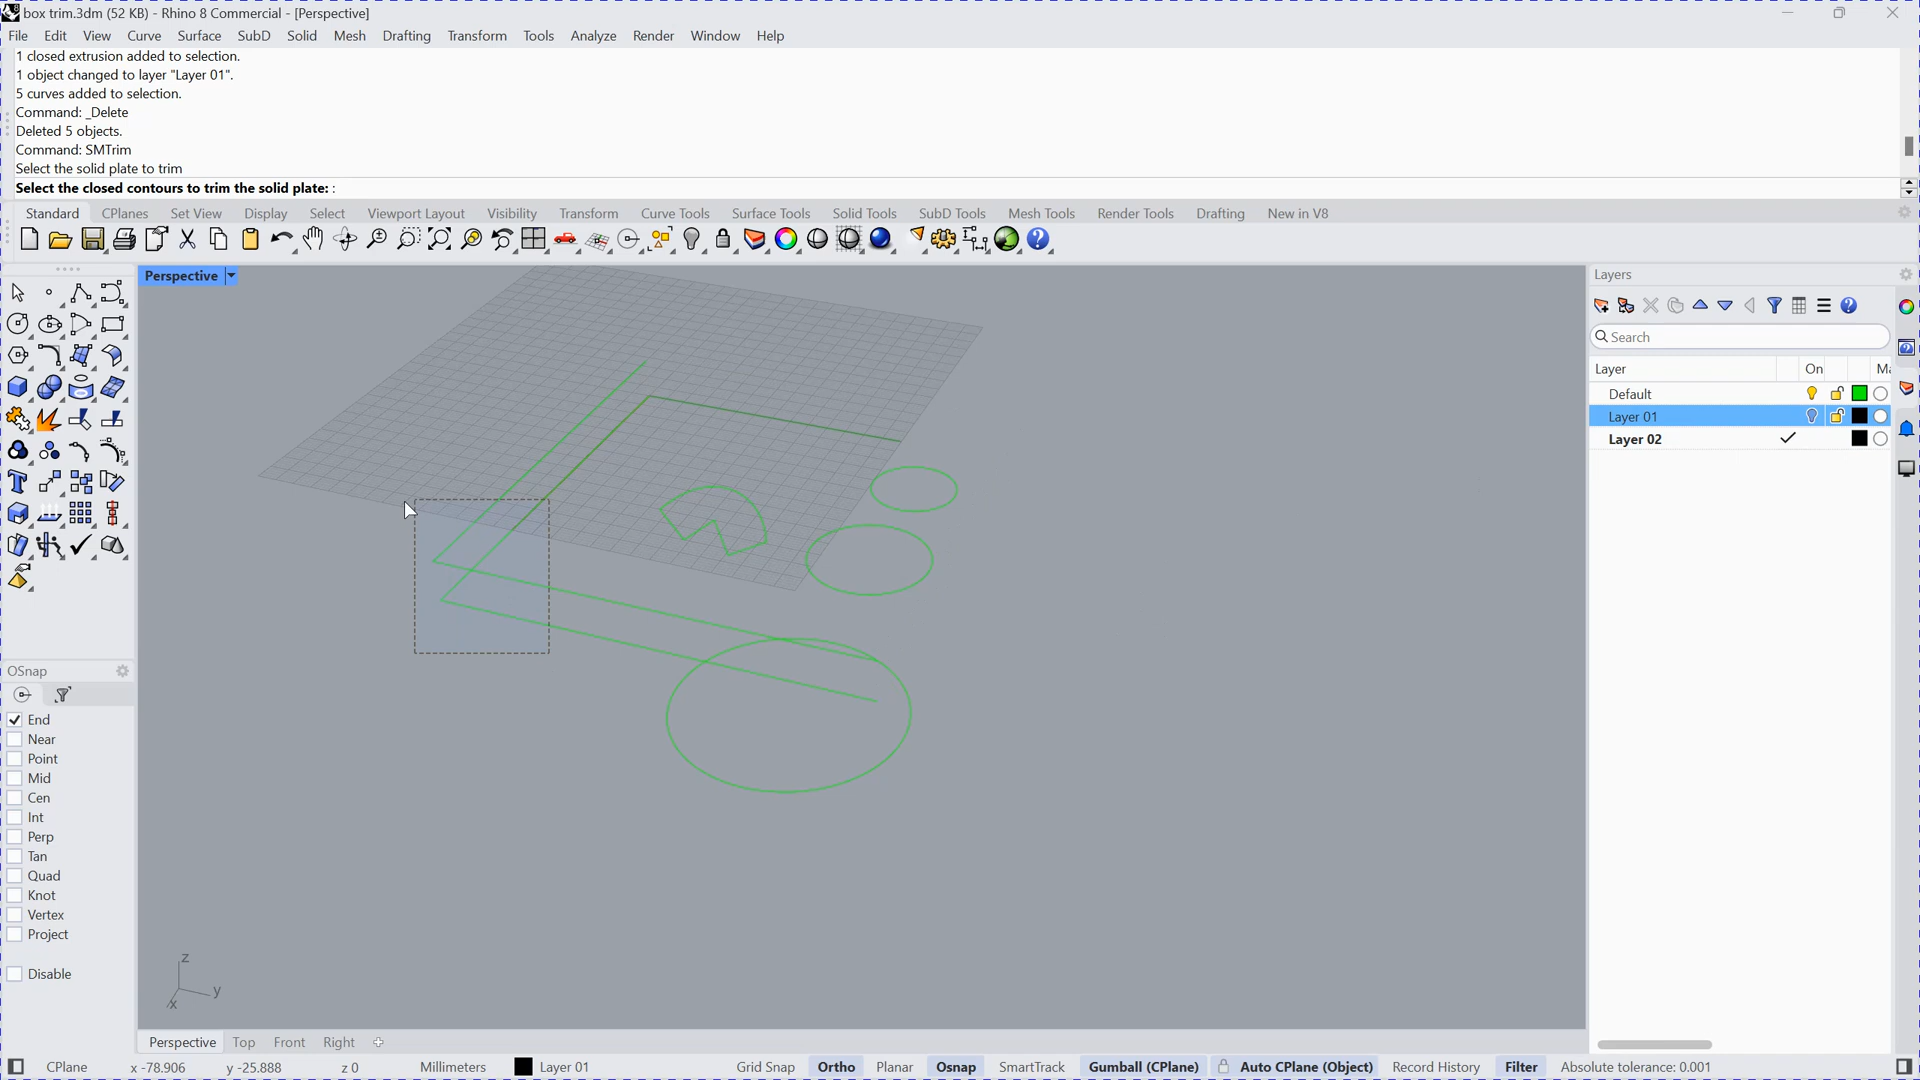 box trim.3dm (52 KB) - Rhino 8 Commercial - [Perspective]
File Edit View Curve Surface SubD Solid Mesh Drafting Transform Tools Analyze Render Window Help
1 closed extrusion added to selection.
1 object changed to layer "Layer 01".
5 curves added to selection.
Command: _Delete
Deleted 5 objects.
Command: SMTrim
Select the solid plate to trim
Select the closed contours to trim the solid plate: :
Standard CPlanes Set View Display Select Viewport Layout Visibility Transform Curve Tools Surface Tools Solid Tools SubD Tools Mesh Tools Render Tools Drafting New in V8
Perspective
Layers
Search
Layer On Ma
Default
Layer 01
Layer 02
OSnap
End
Near
Point
Mid
Cen
Int
Perp
Tan
Quad
Knot
Vertex
Project
Disable
z
y
x
Perspective Top Front Right
CPlane x -78.906 y -25.888 z 0 Millimeters Layer 01 Grid Snap Ortho Planar Osnap SmartTrack Gumball (CPlane) Auto CPlane (Object) Record History Filter Absolute tolerance: 0.001